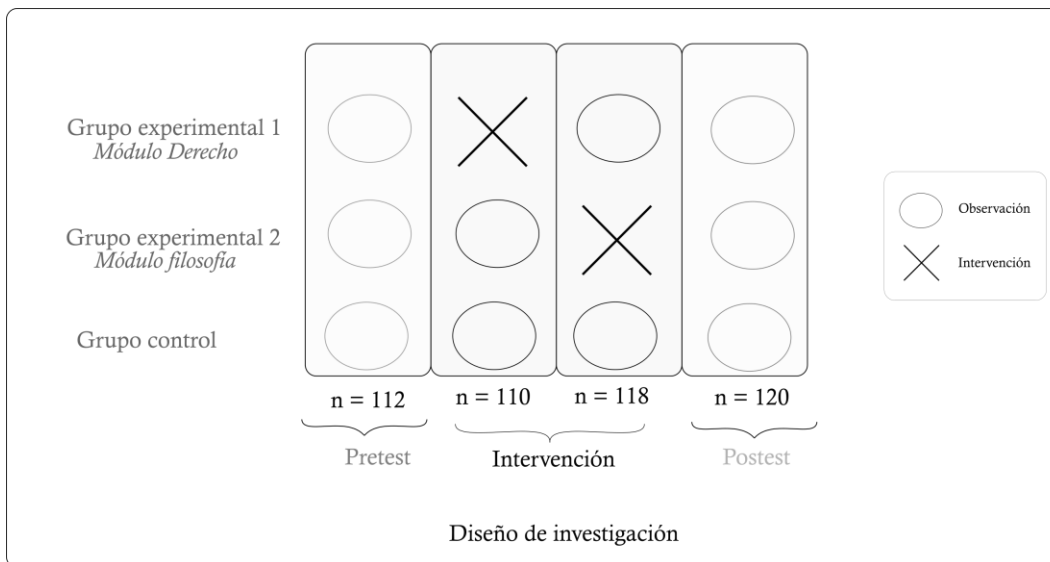 Grupo experimental 1
Módulo Derecho
Grupo experimental 2
Módulo filosofía
Grupo control
n = 112
n = 110
n = 118
n = 120
Pretest
Intervención
Postest
Observación
Intervención
Diseño de investigación